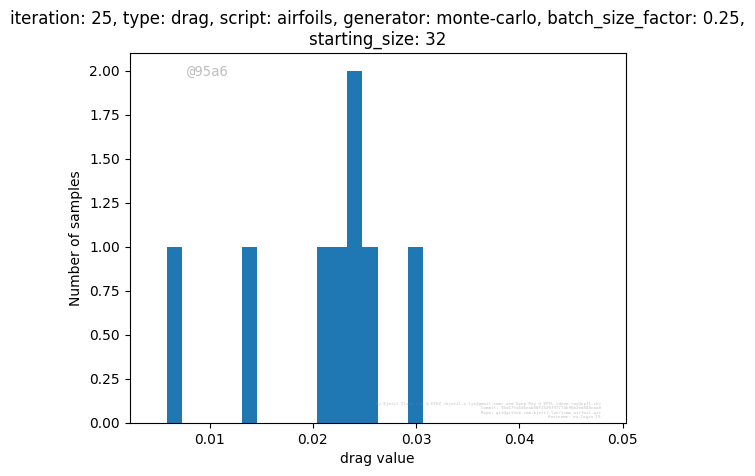 iteration: 25, type: drag, script: airfoils, generator: monte-carlo, batch_size_factor: 0.25,
starting_size: 32
@95a6
2.00
1.75
1.50
1.25
1.00
0.75
0.50
0.25
0.00
Number of samples
0.01 0.02 0.03 0.04 0.05
drag value